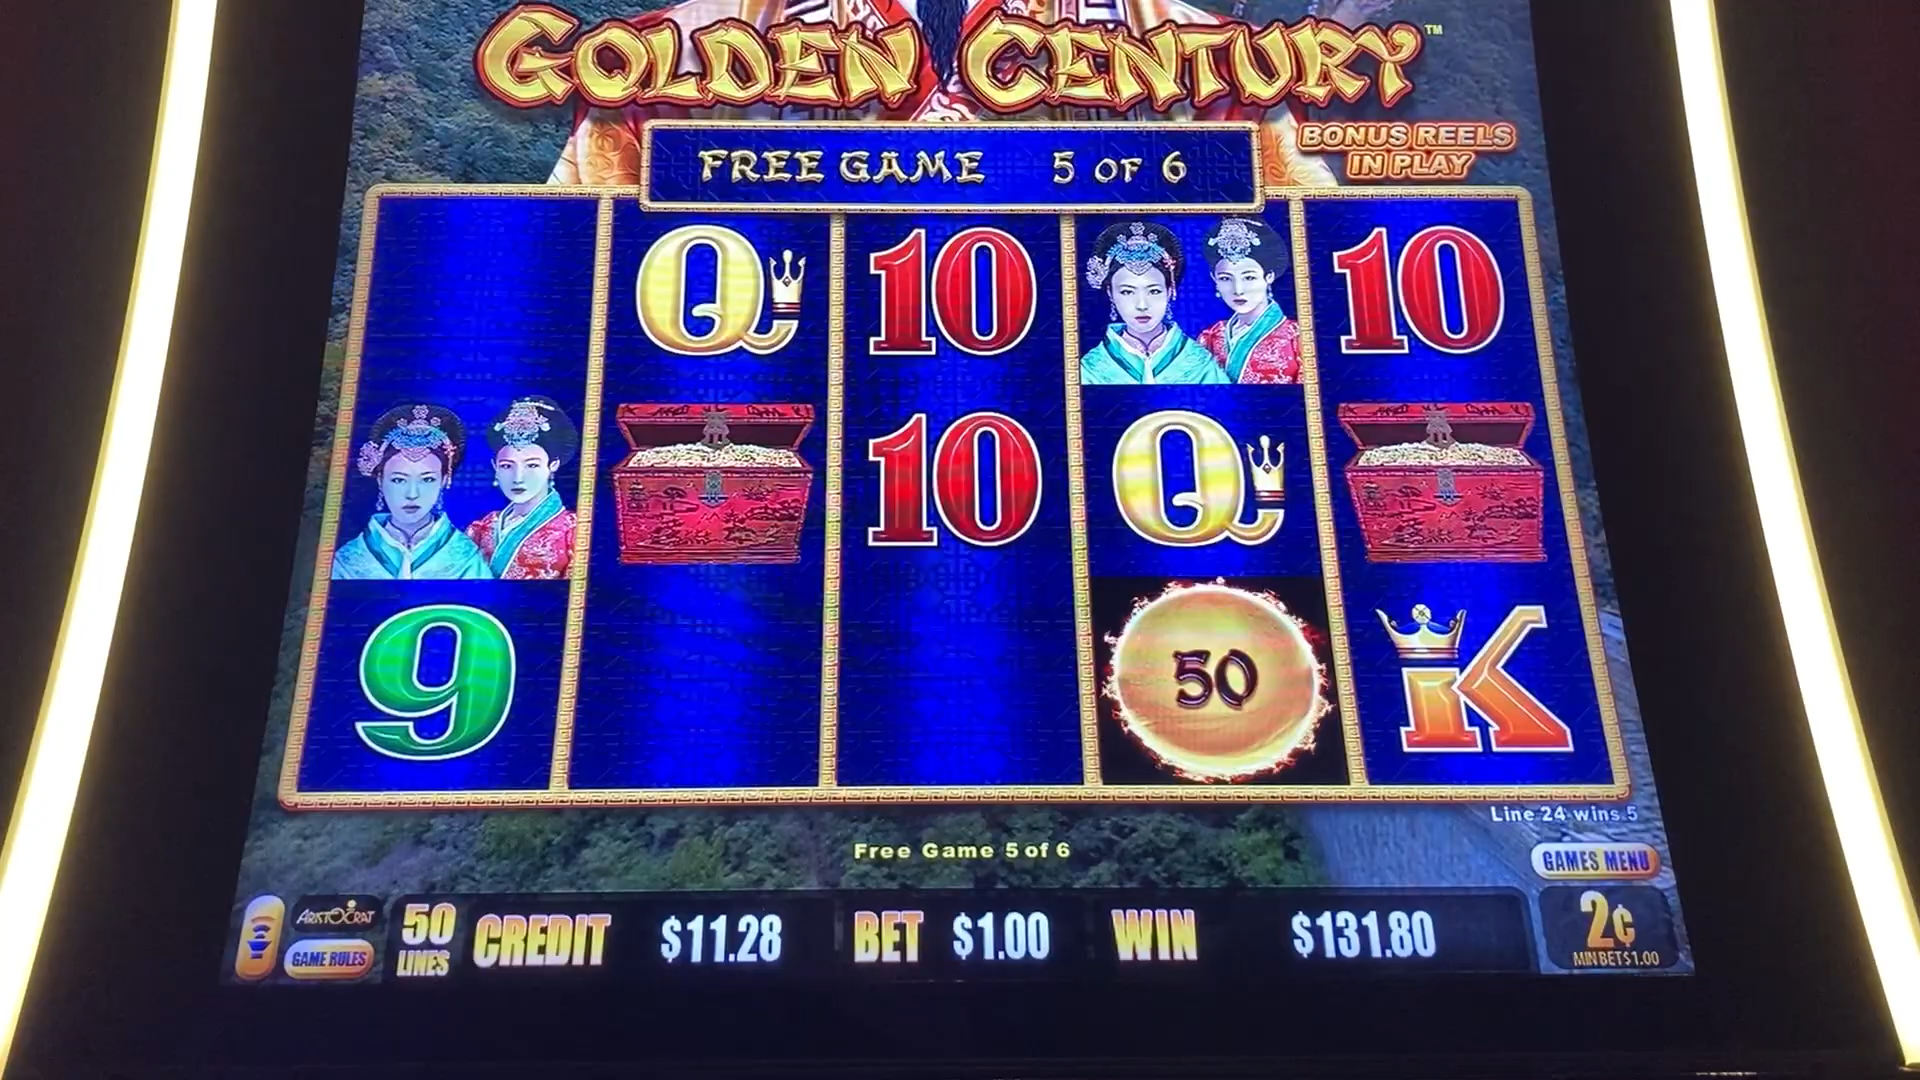 GOLDEN CENTURY™
BONUS REELS
IN PLAY
FREE GAME 5 OF 6
Q 10 10
10 Q
9 50 K
Line 24 wins 5
Free Game 5 of 6
GAMES MENU
ARISTOCRAT
GAME RULES
50
LINES
CREDIT $11.28 BET $1.00 WIN $131.80
2¢
MIN BET $1.00